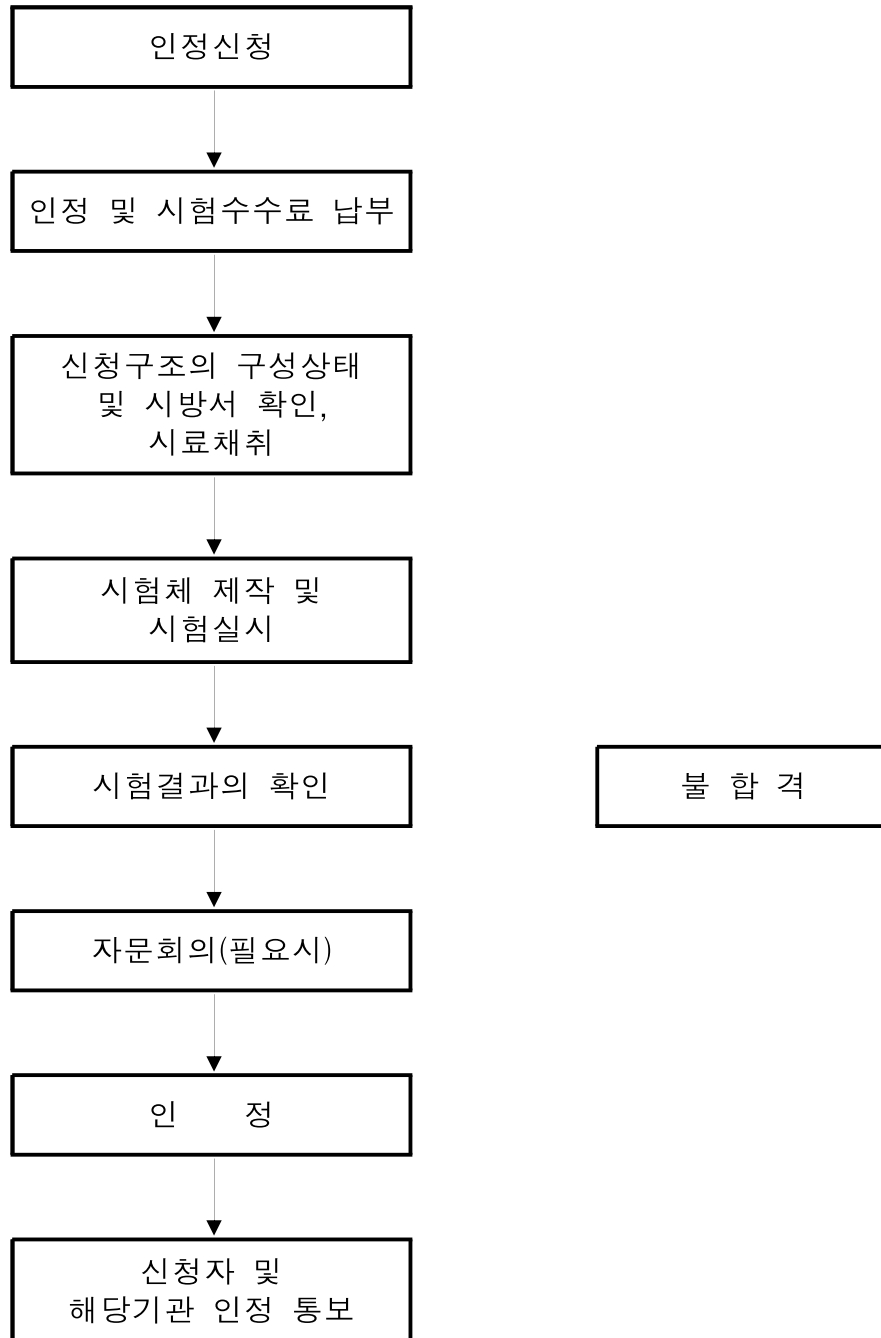 인정신청
인정 및 시험수수료 납부
신청구조의 구성상태
및 시방서 확인,
시료채취
시험체 제작 및
시험실시
시험결과의 확인
불 합 격
자문회의(필요시)
인 정
신청자 및
해당기관 인정 통보